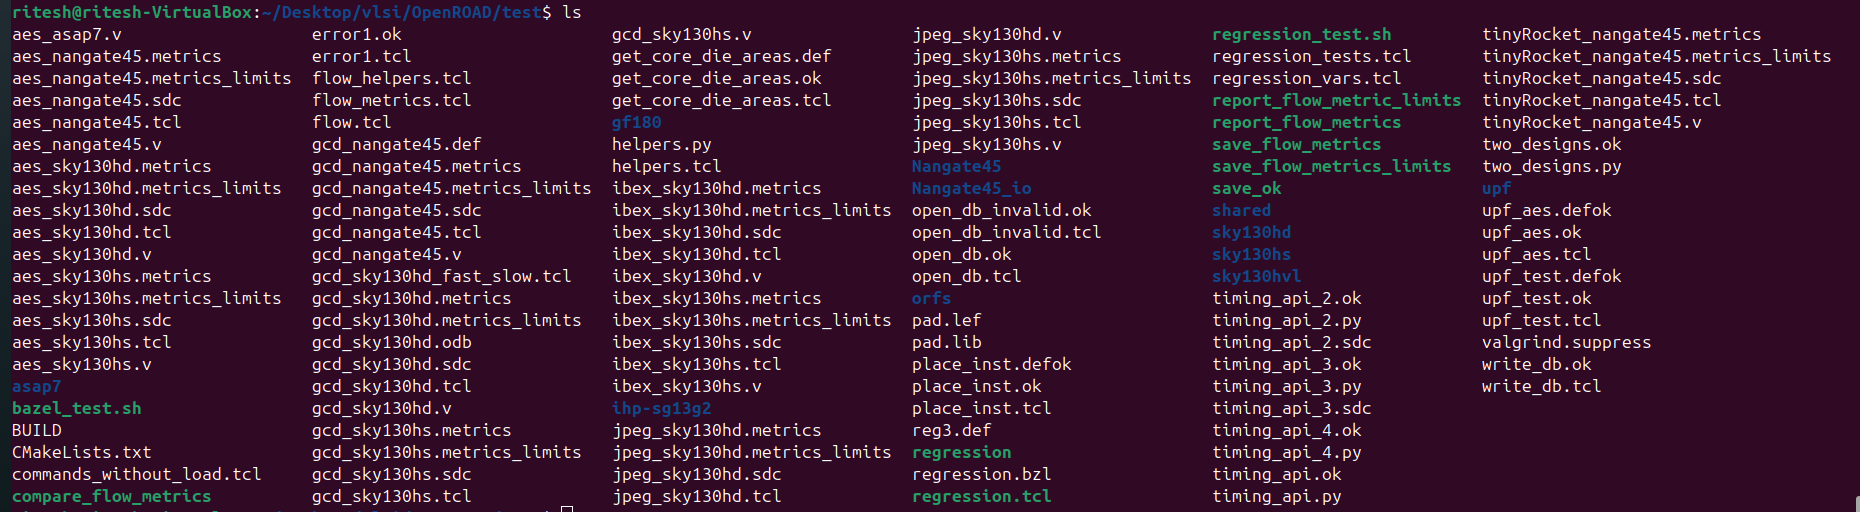 ritesh@ritesh-VirtualBox:~/Desktop/vlsi/OpenROAD/test$ ls
aes_asap7.v error1.ok gcd_sky130hs.v jpeg_sky130hd.v regression_test.sh tinyRocket_nangate45.metrics
aes_nangate45.metrics error1.tcl get_core_die_areas.def jpeg_sky130hs.metrics regression_tests.tcl tinyRocket_nangate45.metrics_limits
aes_nangate45.metrics_limits flow_helpers.tcl get_core_die_areas.ok jpeg_sky130hs.metrics_limits regression_vars.tcl tinyRocket_nangate45.sdc
aes_nangate45.sdc flow_metrics.tcl get_core_die_areas.tcl jpeg_sky130hs.sdc report_flow_metric_limits tinyRocket_nangate45.tcl
aes_nangate45.tcl flow.tcl gf180 jpeg_sky130hs.tcl report_flow_metrics tinyRocket_nangate45.v
aes_nangate45.v gcd_nangate45.def helpers.py jpeg_sky130hs.v save_flow_metrics two_designs.ok
aes_sky130hd.metrics gcd_nangate45.metrics helpers.tcl Nangate45 save_flow_metrics_limits two_designs.py
aes_sky130hd.metrics_limits gcd_nangate45.metrics_limits ibex_sky130hd.metrics Nangate45_io save_ok upf
aes_sky130hd.sdc gcd_nangate45.sdc ibex_sky130hd.metrics_limits open_db_invalid.ok shared upf_aes.defok
aes_sky130hd.tcl gcd_nangate45.tcl ibex_sky130hd.sdc open_db_invalid.tcl sky130hd upf_aes.ok
aes_sky130hd.v gcd_nangate45.v ibex_sky130hd.tcl open_db.ok sky130hs upf_aes.tcl
aes_sky130hs.metrics gcd_sky130hd_fast_slow.tcl ibex_sky130hd.v open_db.tcl sky130hvl upf_test.defok
aes_sky130hs.metrics_limits gcd_sky130hd.metrics ibex_sky130hs.metrics orfs timing_api_2.ok upf_test.ok
aes_sky130hs.sdc gcd_sky130hd.metrics_limits ibex_sky130hs.metrics_limits pad.lef timing_api_2.py upf_test.tcl
aes_sky130hs.tcl gcd_sky130hd.odb ibex_sky130hs.sdc pad.lib timing_api_2.sdc valgrind.suppress
aes_sky130hs.v gcd_sky130hd.sdc ibex_sky130hs.tcl place_inst.defok timing_api_3.ok write_db.ok
asap7 gcd_sky130hd.tcl ibex_sky130hs.v place_inst.ok timing_api_3.py write_db.tcl
bazel_test.sh gcd_sky130hd.v ihp-sg13g2 place_inst.tcl timing_api_3.sdc
BUILD gcd_sky130hs.metrics jpeg_sky130hd.metrics reg3.def timing_api_4.ok
CMakeLists.txt gcd_sky130hs.metrics_limits jpeg_sky130hd.metrics_limits regression timing_api_4.py
commands_without_load.tcl gcd_sky130hs.sdc jpeg_sky130hd.sdc regression.bzl timing_api.ok
compare_flow_metrics gcd_sky130hs.tcl jpeg_sky130hd.tcl regression.tcl timing_api.py